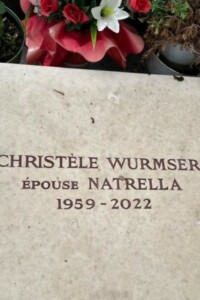 CHRISTÈLE WURMSER
ÉPOUSE NATRELLA
1959-2022